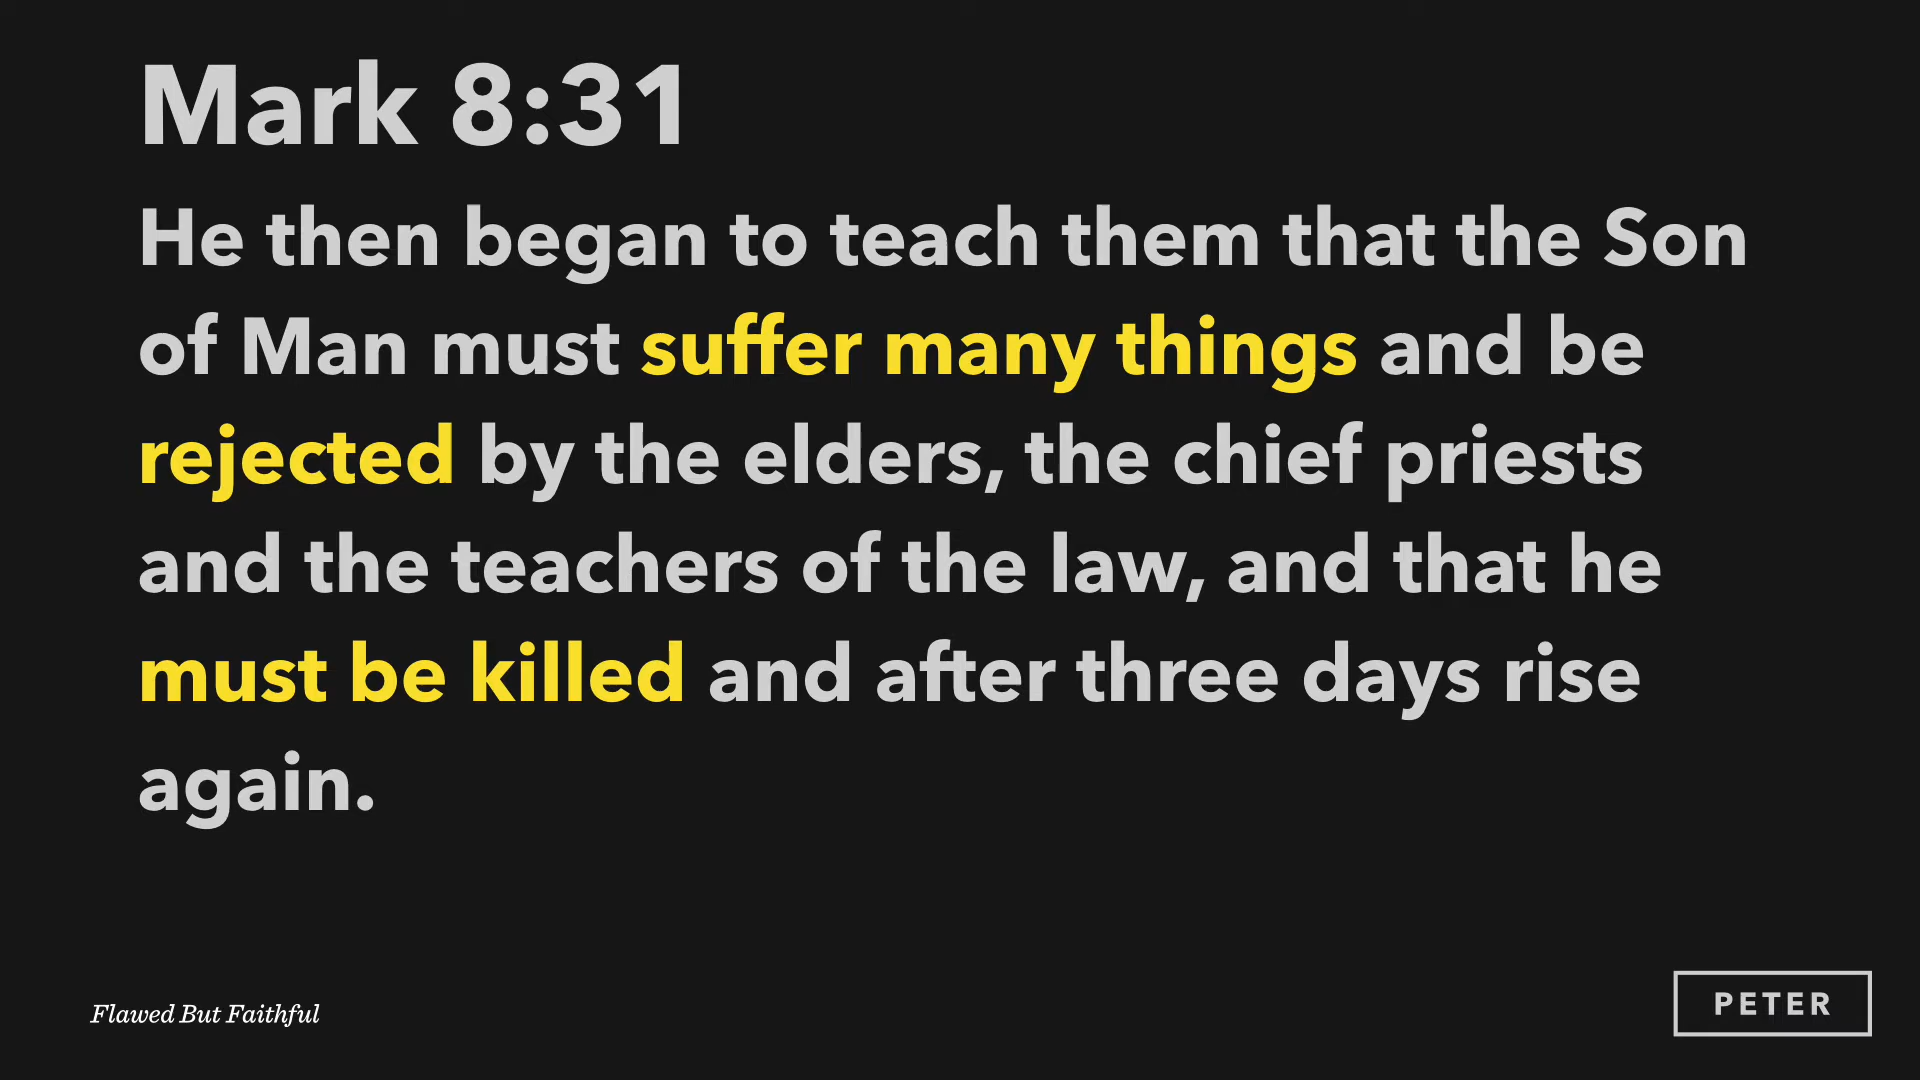 Mark 8:31
He then began to teach them that the Son
of Man must suffer many things and be
rejected by the elders, the chief priests
and the teachers of the law, and that he
must be killed and after three days rise
again.
Flawed But Faithful
PETER